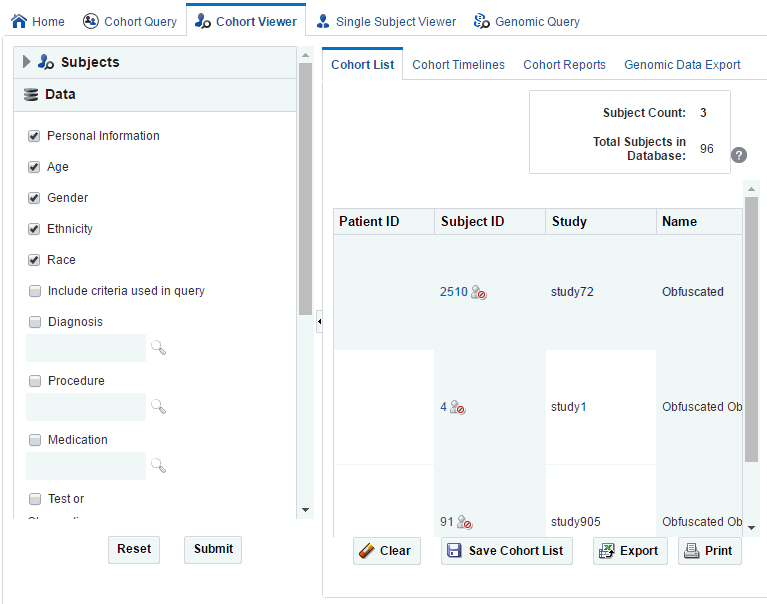 Home Cohort Query Cohort Viewer Single Subject Viewer Genomic Query
Subjects
Data
Personal Information
Age
Gender
Ethnicity
Race
Include criteria used in query
Diagnosis
Procedure
Medication
Test or
Reset Submit
Cohort List Cohort Timelines Cohort Reports Genomic Data Export
Subject Count: 3
Total Subjects in
Database: 96
?
Patient ID Subject ID Study Name
2510 study72 Obfuscated
4 study1 Obfuscated Ob
91 study905 Obfuscated Ob
Clear Save Cohort List Export Print